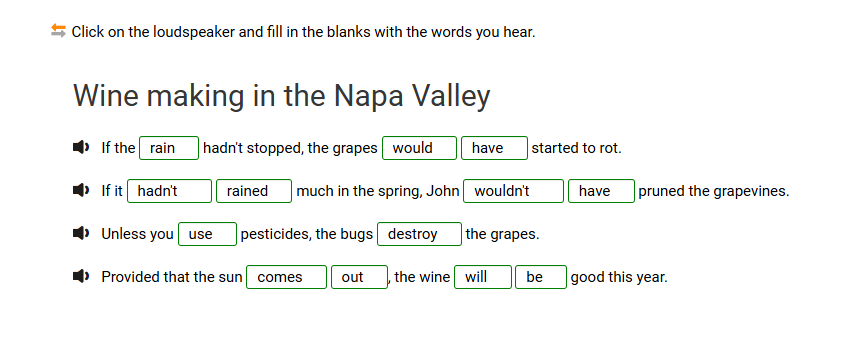 Click on the loudspeaker and fill in the blanks with the words you hear.
Wine making in the Napa Valley
If the rain hadn't stopped, the grapes would have started to rot.
If it hadn't rained much in the spring, John wouldn't have pruned the grapevines.
Unless you use pesticides, the bugs destroy the grapes.
Provided that the sun comes out, the wine will be good this year.